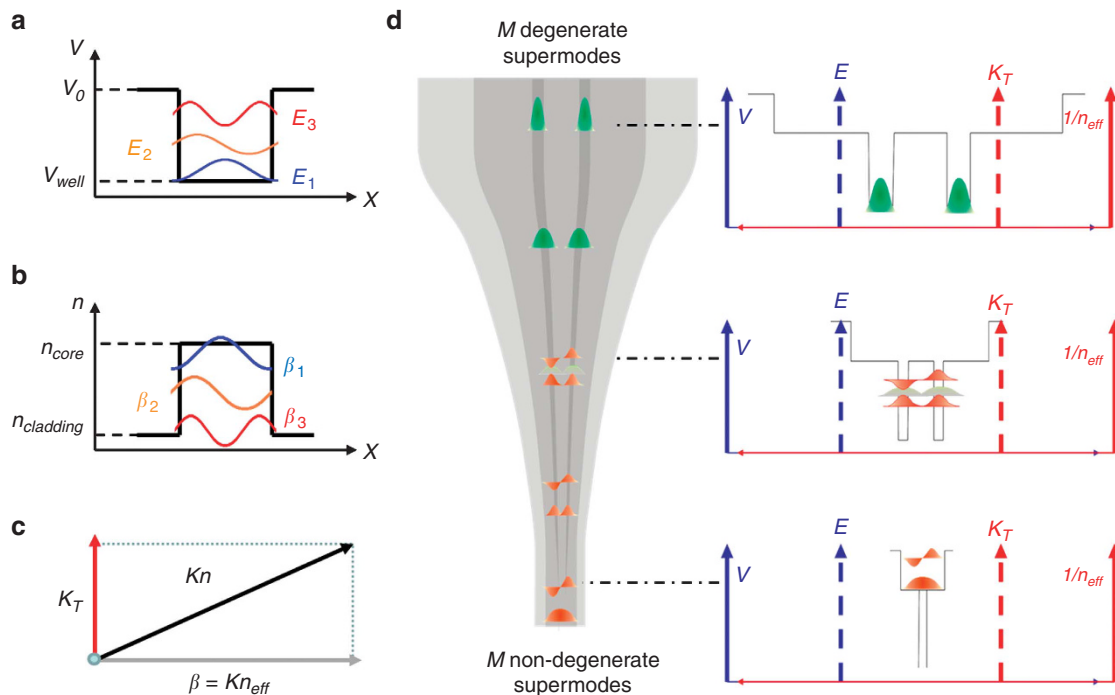 a
V
V0
Vwell
E3
E2
E1
X
b
n
ncore
ncladding
β1
β2
β3
X
c
KT
Kn
β = Kneff
d
M degenerate
supermodes
M non-degenerate
supermodes
V
E
KT
1/neff
V
E
KT
1/neff
V
E
KT
1/neff